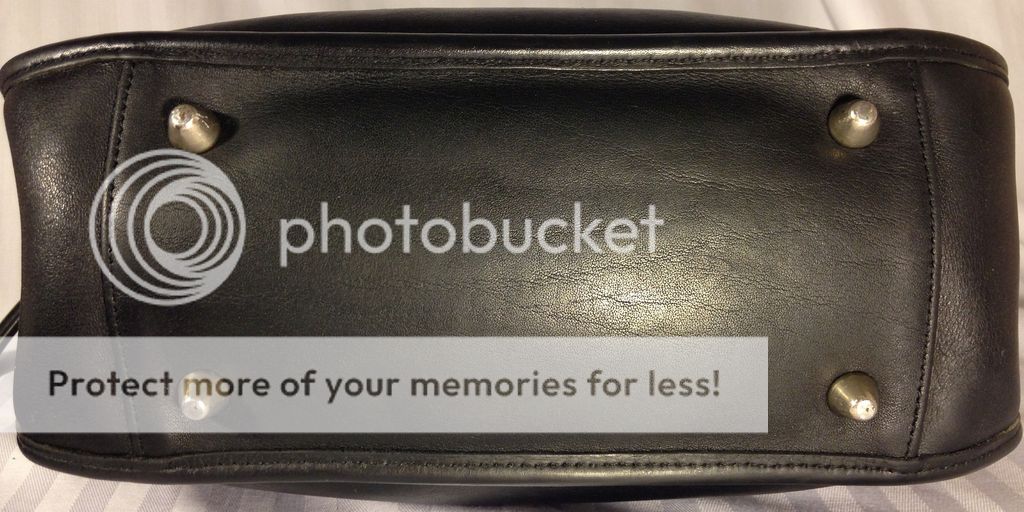 photobucket
Protect more of your memories for less!